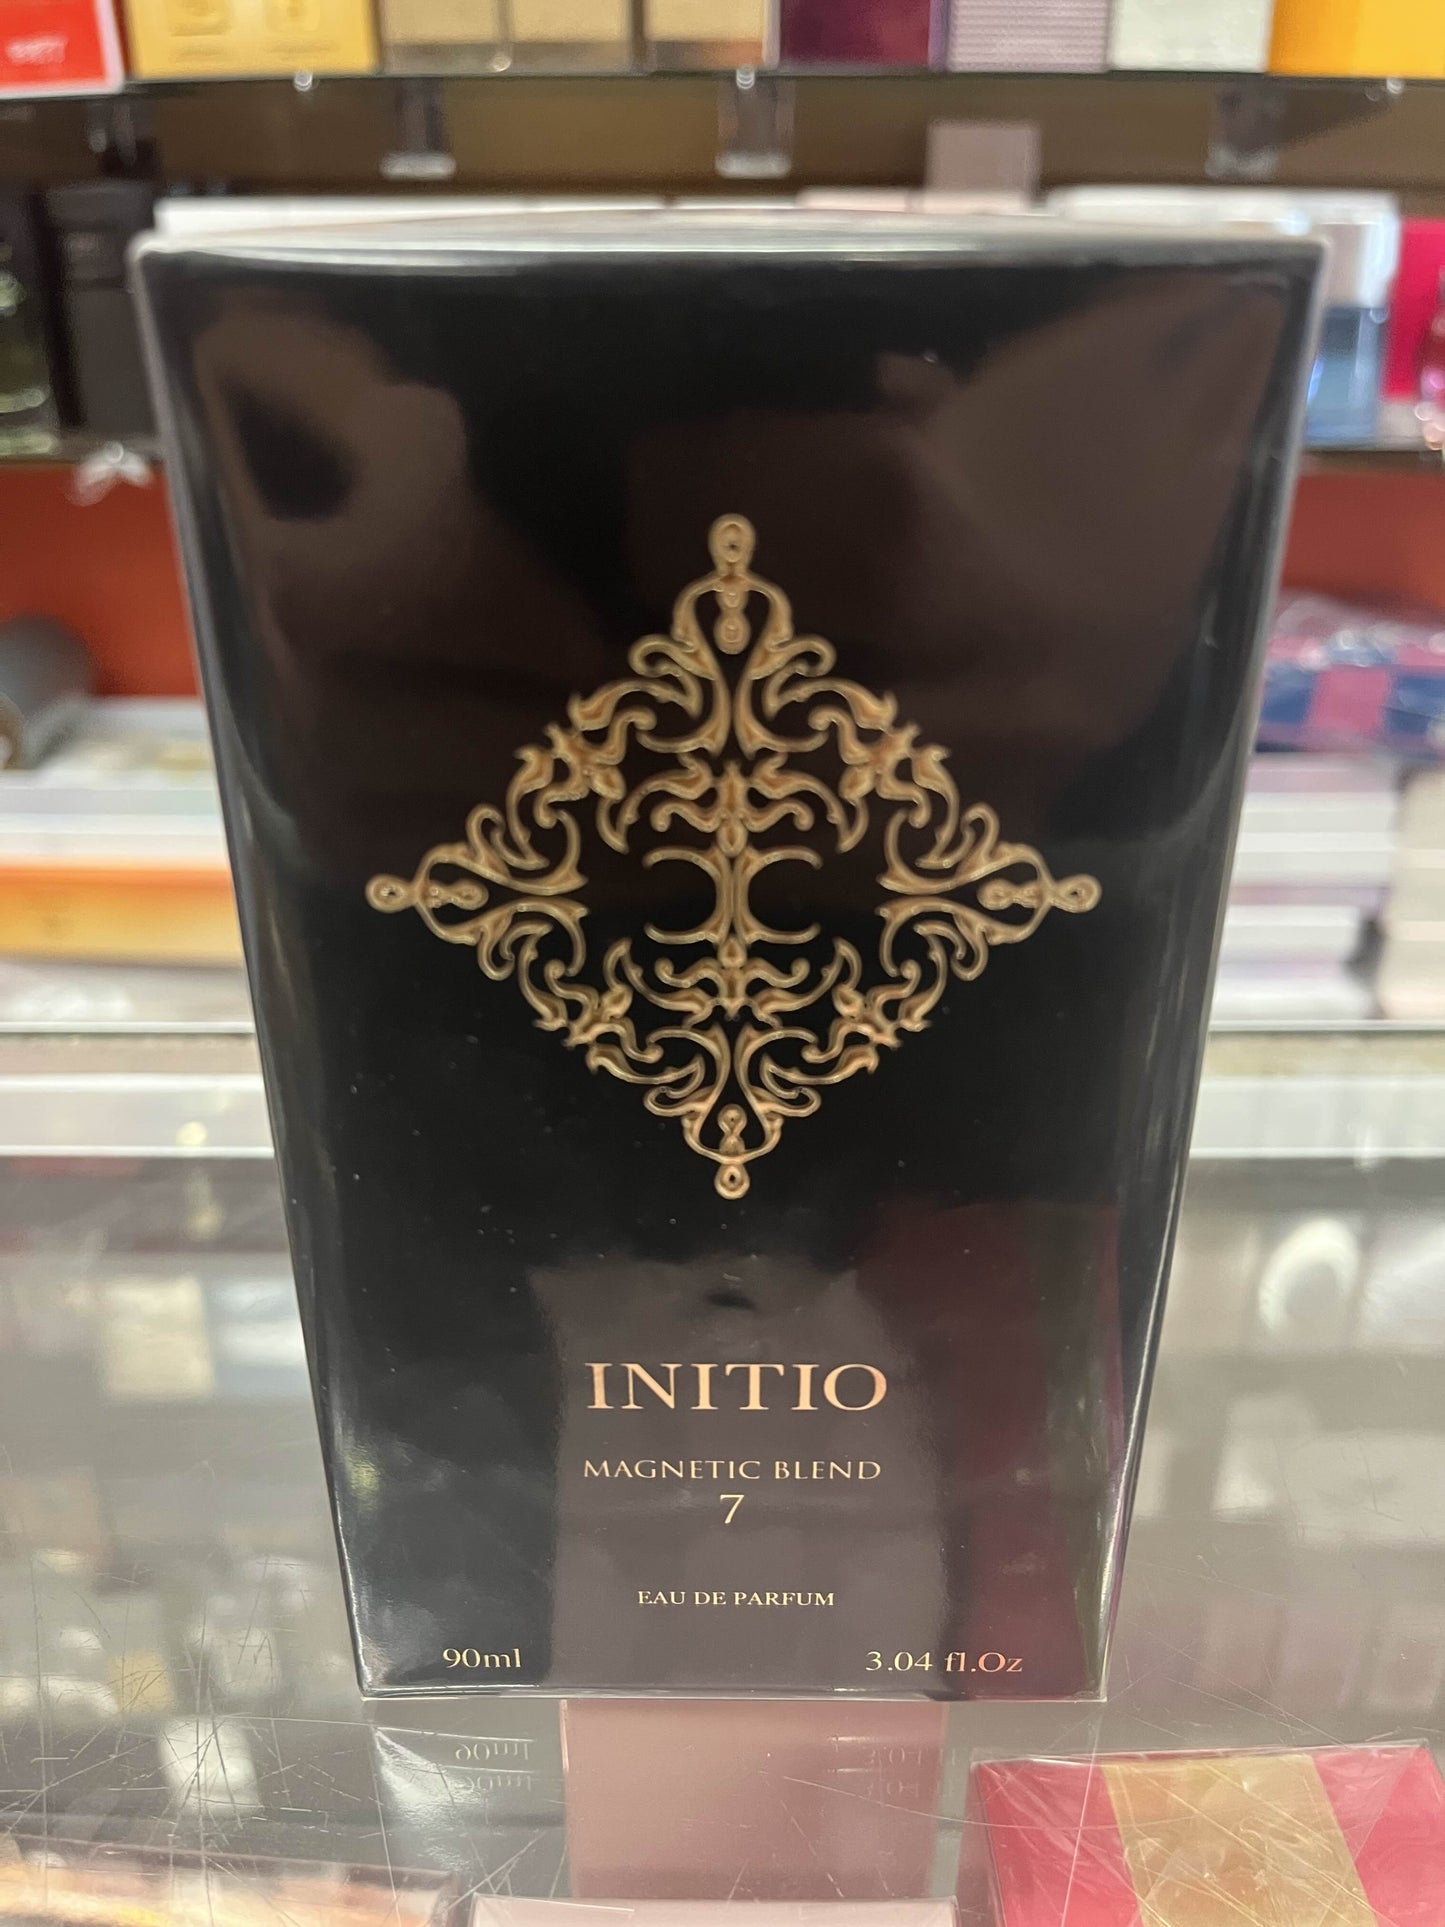 INITIO
MAGNETIC BLEND
7
EAU DE PARFUM
90ml 3.04 fl.Oz